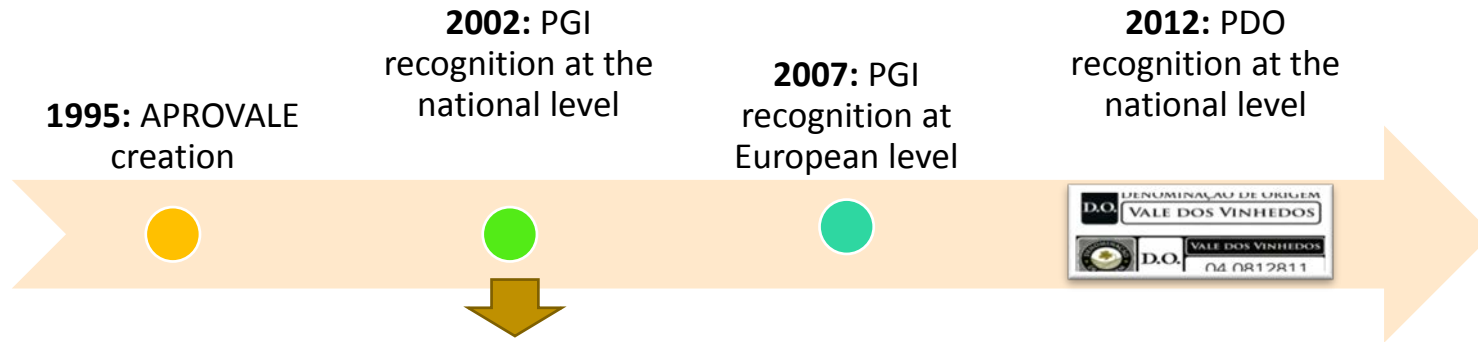 1995: APROVALE
creation
2002: PGI
recognition at the
national level
2007: PGI
recognition at
European level
2012: PDO
recognition at the
national level
DENOMINAÇÃO DE ORIGEM
D.O. VALE DOS VINHEDOS
VALE DOS VINHEDOS
D.O.
04.0812811